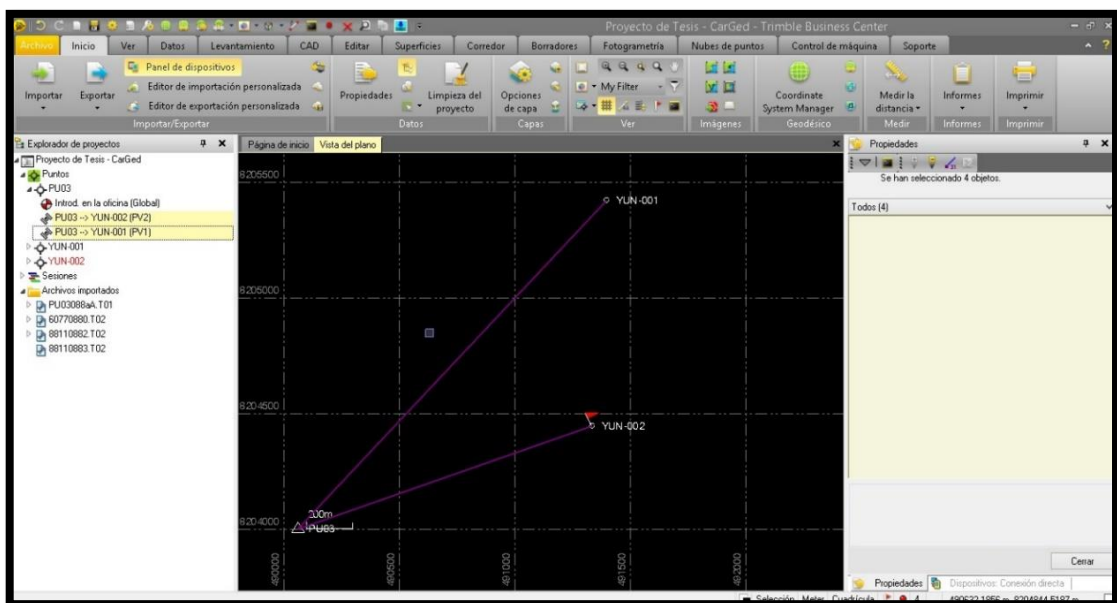 Proyecto de Tesis - CarGed - Trimble Business Center
Archivo Inicio Ver Datos Levantamiento CAD Editar Superficies Corredor Borradores Fotogrametría Nubes de puntos Control de máquina Soporte
Importar
Exportar
Panel de dispositivos
Editor de importación personalizada
Editor de exportación personalizada
Importar/Exportar
Propiedades
Limpieza del proyecto
Datos
Opciones de capa
Capas
My Filter
Ver
Imágenes
Coordinate System Manager
Geodésico
Medir la distancia
Medir
Informes
Informes
Imprimir
Imprimir
Explorador de proyectos
Proyecto de Tesis - CarGed
Puntos
PU03
Introd. en la oficina (Global)
PU03 --> YUN-002 (PV2)
PU03 --> YUN-001 (PV1)
YUN-001
YUN-002
Sesiones
Archivos importados
PU03088aA.T01
60770880.T02
88110882.T02
88110883.T02
Página de inicio Vista del plano
8205500
YUN-001
8205000
8204500
YUN-002
8204000
200m
PU03
490000
490500
491000
491500
492000
Propiedades
Se han seleccionado 4 objetos.
Todos (4)
Cerrar
Propiedades Dispositivos: Conexión directa
Selección Meter Cuadrícula 4 490632.1856 m, 8204844.5197 m